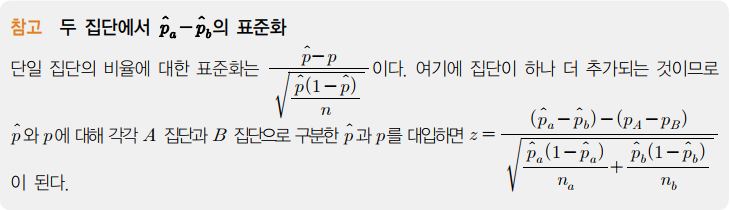 참고 두 집단에서 $\hat{p}_a-\hat{p}_b$의 표준화
단일 집단의 비율에 대한 표준화는 $\frac{\hat{p}-p}{\sqrt{\frac{\hat{p}(1-\hat{p})}{n}}}$이다. 여기에 집단이 하나 더 추가되는 것이므로
$\hat{p}$와 $p$에 대해 각각 $A$ 집단과 $B$ 집단으로 구분한 $\hat{p}$과 $p$를 대입하면 $z=\frac{(\hat{p}_a-\hat{p}_b)-(p_A-p_B)}{\sqrt{\frac{\hat{p}_a(1-\hat{p}_a)}{n_a}+\frac{\hat{p}_b(1-\hat{p}_b)}{n_b}}}$
이 된다.